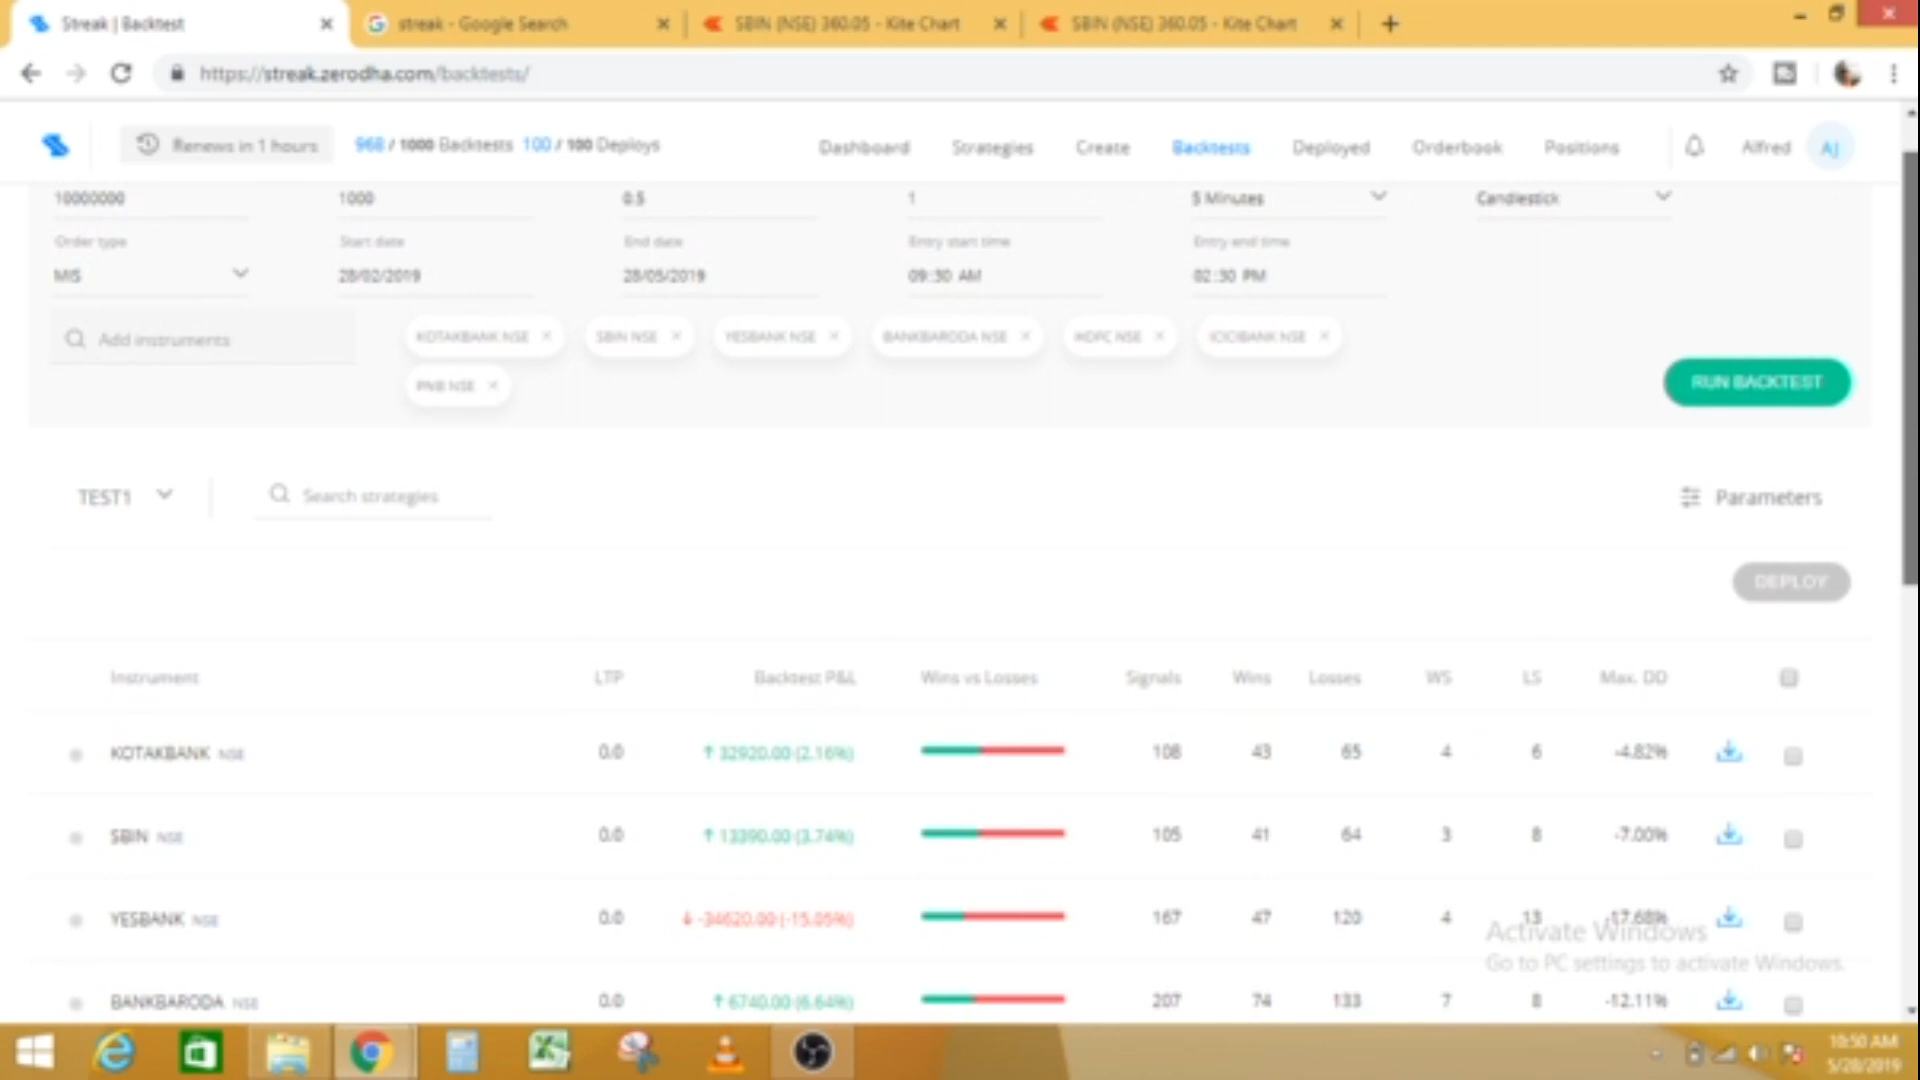 Streak | Backtest
streak - Google Search
SBIN (NSE) 360.05 - Kite Chart
SBIN (NSE) 360.05 - Kite Chart
https://streak.zerodha.com/backtests/
Renews in 1 hours
968 / 1000 Backtests 100 / 100 Deploys
Dashboard
Strategies
Create
Backtests
Deployed
Orderbook
Positions
Alfred
AJ
10000000
1000
0.5
1
5 Minutes
Candlestick
Order type
Start date
End date
Entry start time
Entry end time
MIS
28/02/2019
28/05/2019
09:30 AM
02:30 PM
Add instruments
KOTAKBANK NSE ×
SBIN NSE ×
YESBANK NSE ×
BANKBARODA NSE ×
HDFC NSE ×
ICICIBANK NSE ×
PNB NSE ×
RUN BACKTEST
TEST1
Search strategies
Parameters
DEPLOY
Instrument LTP Backtest P&L Wins vs Losses Signals Wins Losses WS LS Max. DD
KOTAKBANK NSE 0.0 ↑ 32920.00 (2.16%) 108 43 65 4 6 -4.82%
SBIN NSE 0.0 ↑ 13390.00 (3.74%) 105 41 64 3 8 -7.00%
YESBANK NSE 0.0 ↓ -34620.00 (-15.05%) 167 47 120 4 13 -17.68%
Activate Windows
Go to PC settings to activate Windows.
BANKBARODA NSE 0.0 ↑ 6740.00 (6.64%) 207 74 133 7 8 -12.11%
10:50 AM
5/28/2019